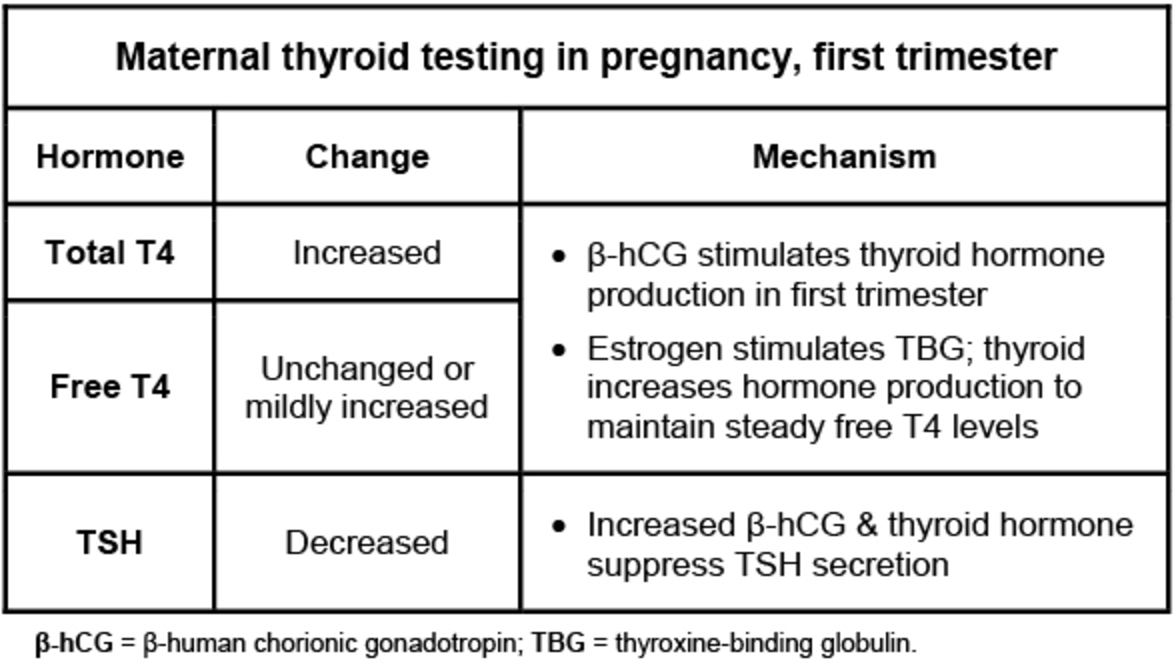 Maternal thyroid testing in pregnancy, first trimester
Hormone Change Mechanism
Total T4 Increased
• β-hCG stimulates thyroid hormone
production in first trimester
Free T4
Unchanged or
mildly increased
• Estrogen stimulates TBG; thyroid
increases hormone production to
maintain steady free T4 levels
TSH Decreased
• Increased β-hCG & thyroid hormone
suppress TSH secretion
β-hCG = β-human chorionic gonadotropin; TBG = thyroxine-binding globulin.